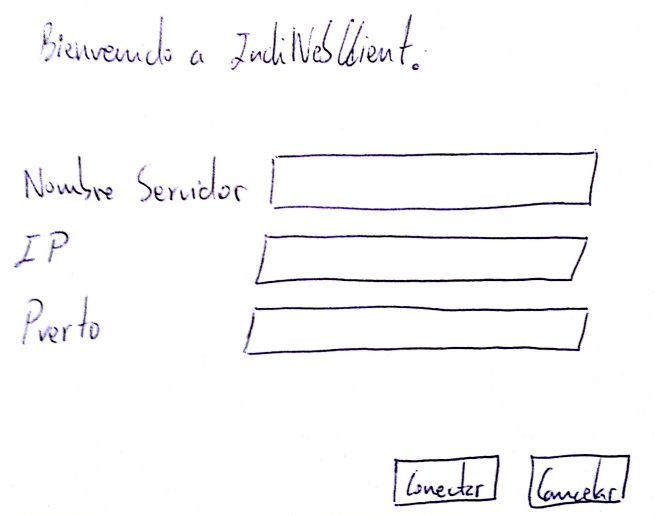 Bienvenido a IndiWebClient.
Nombre Servidor
IP
Puerto
Conectar Cancelar